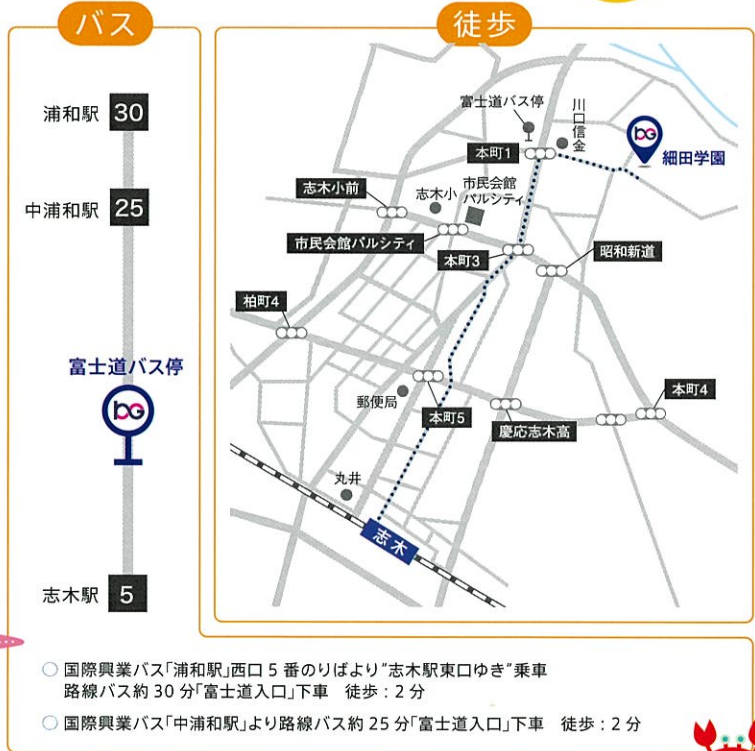 バス
浦和駅 30
中浦和駅 25
富士道バス停
bG
志木駅 5
徒歩
富士道バス停
川口信金
bG
細田学園
本町1
志木小前
志木小
市民会館
パルシティ
市民会館パルシティ
本町3
昭和新道
柏町4
郵便局
本町5
慶応志木高
本町4
丸井
志木
○ 国際興業バス「浦和駅」西口5番のりばより"志木駅東口ゆき"乗車
路線バス約30分「富士道入口」下車 徒歩：2分
○ 国際興業バス「中浦和駅」より路線バス約25分「富士道入口」下車 徒歩：2分